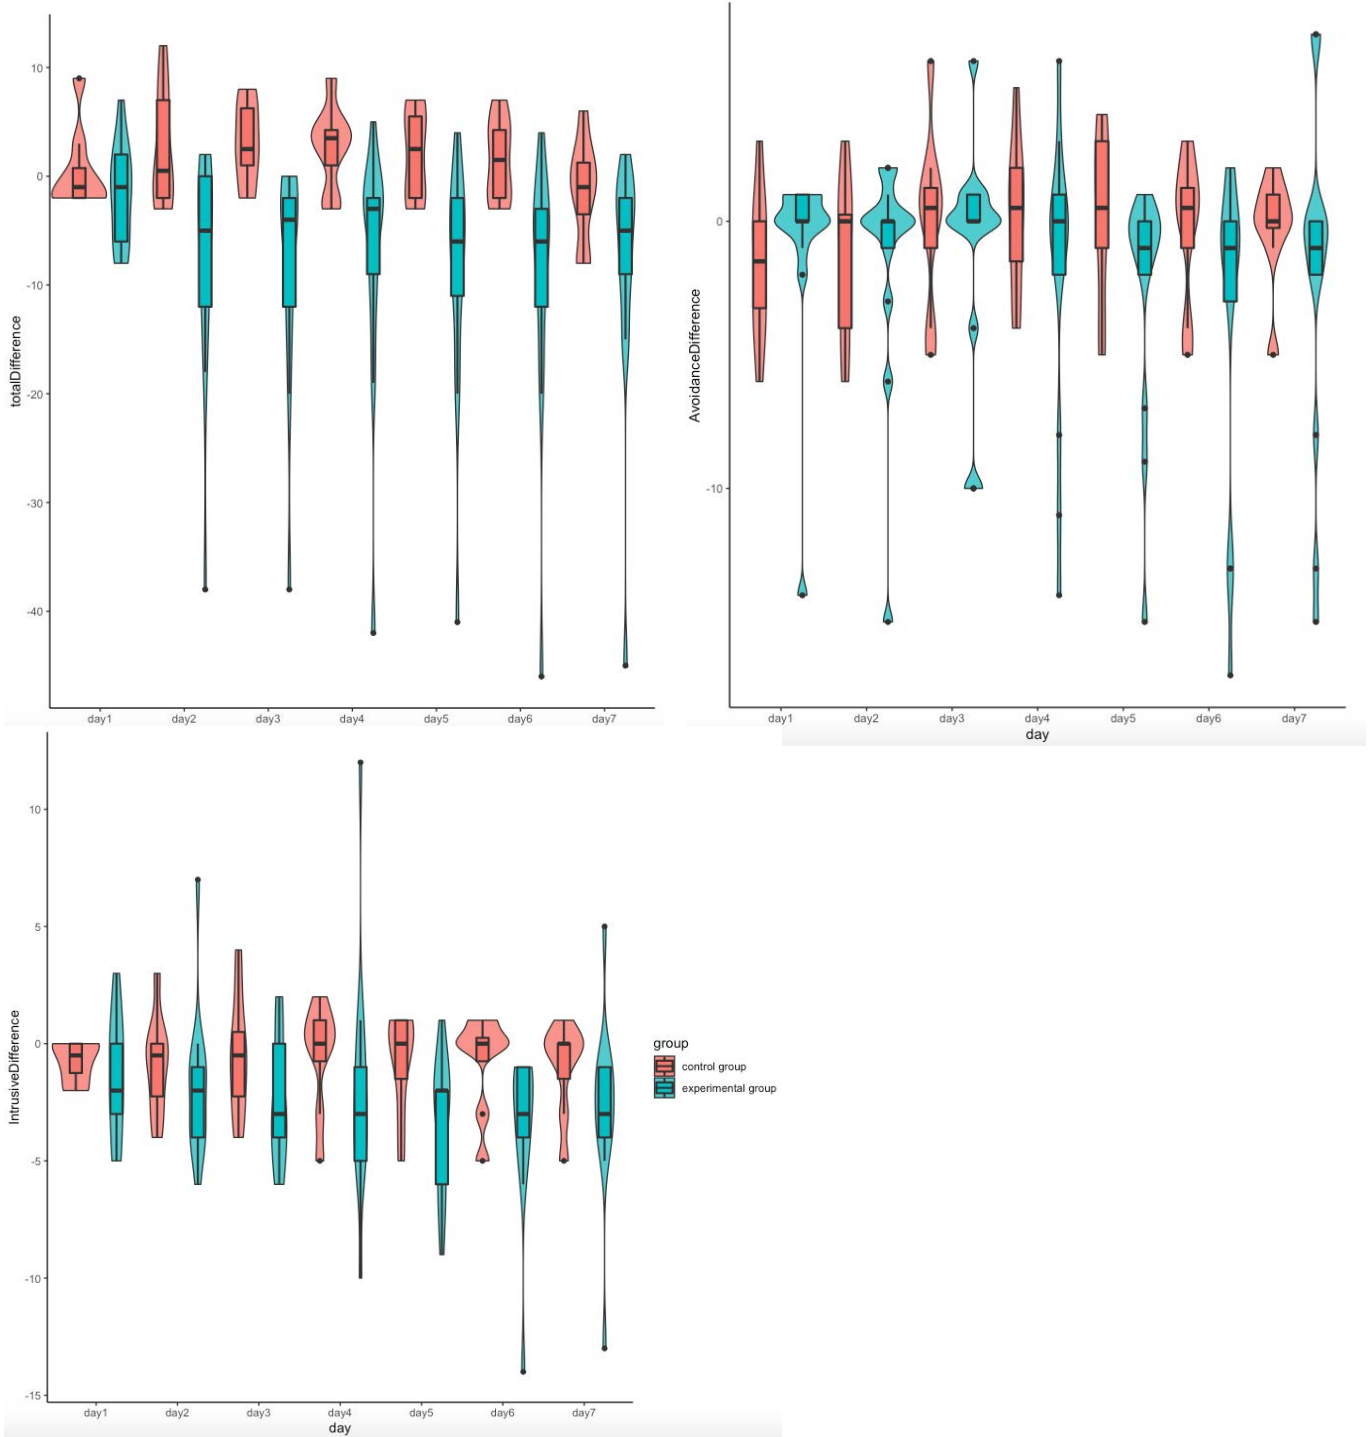 totalDifference
10
0
-10
-20
-30
-40
day1 day2 day3 day4 day5 day6 day7
AvoidanceDifference
0
-10
day1 day2 day3 day4 day5 day6 day7
day
IntrusiveDifference
10
5
0
-5
-10
-15
day1 day2 day3 day4 day5 day6 day7
day
group
control group
experimental group